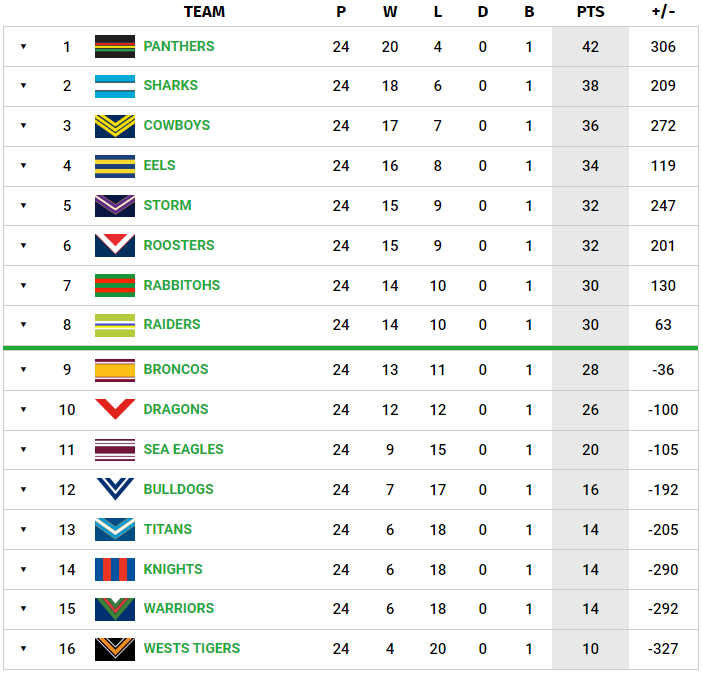 TEAM P W L D B PTS +/-
1 PANTHERS 24 20 4 0 1 42 306
2 SHARKS 24 18 6 0 1 38 209
3 COWBOYS 24 17 7 0 1 36 272
4 EELS 24 16 8 0 1 34 119
5 STORM 24 15 9 0 1 32 247
6 ROOSTERS 24 15 9 0 1 32 201
7 RABBITOHS 24 14 10 0 1 30 130
8 RAIDERS 24 14 10 0 1 30 63
9 BRONCOS 24 13 11 0 1 28 -36
10 DRAGONS 24 12 12 0 1 26 -100
11 SEA EAGLES 24 9 15 0 1 20 -105
12 BULLDOGS 24 7 17 0 1 16 -192
13 TITANS 24 6 18 0 1 14 -205
14 KNIGHTS 24 6 18 0 1 14 -290
15 WARRIORS 24 6 18 0 1 14 -292
16 WESTS TIGERS 24 4 20 0 1 10 -327